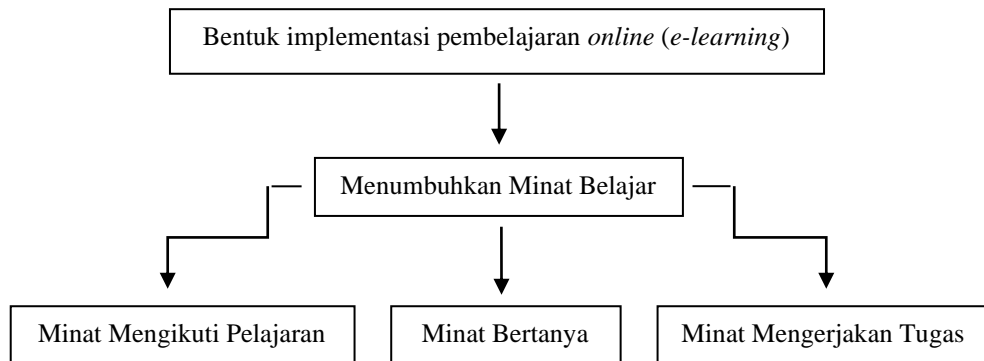 Bentuk implementasi pembelajaran online (e-learning)
Menumbuhkan Minat Belajar
Minat Mengikuti Pelajaran
Minat Bertanya
Minat Mengerjakan Tugas